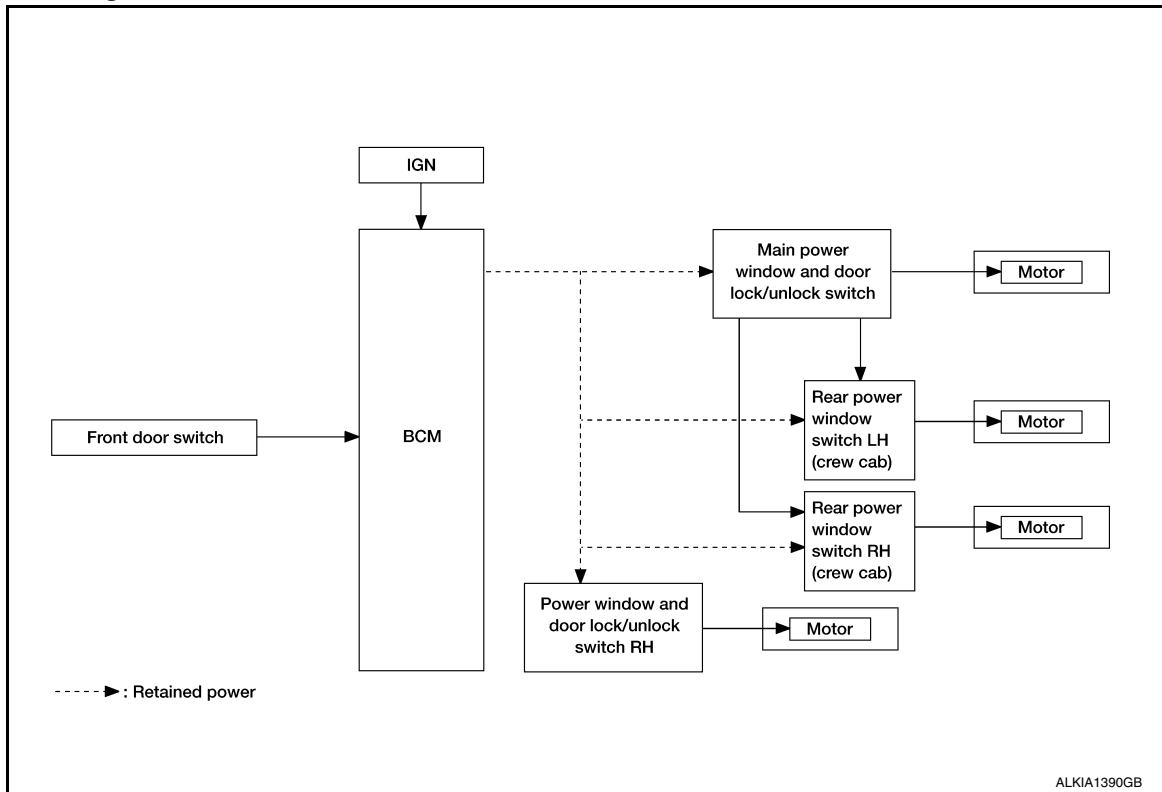 IGN
BCM
Front door switch
Main power
window and door
lock/unlock switch
Motor
Rear power
window
switch LH
(crew cab)
Motor
Rear power
window
switch RH
(crew cab)
Motor
Power window and
door lock/unlock
switch RH
Motor
: Retained power
ALKIA1390GB